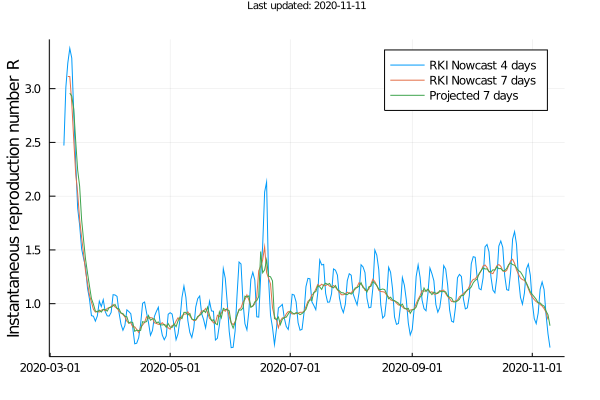 Last updated: 2020-11-11
Instantaneous reproduction number R
3.0
2.5
2.0
1.5
1.0
RKI Nowcast 4 days
RKI Nowcast 7 days
Projected 7 days
2020-03-01
2020-05-01
2020-07-01
2020-09-01
2020-11-01